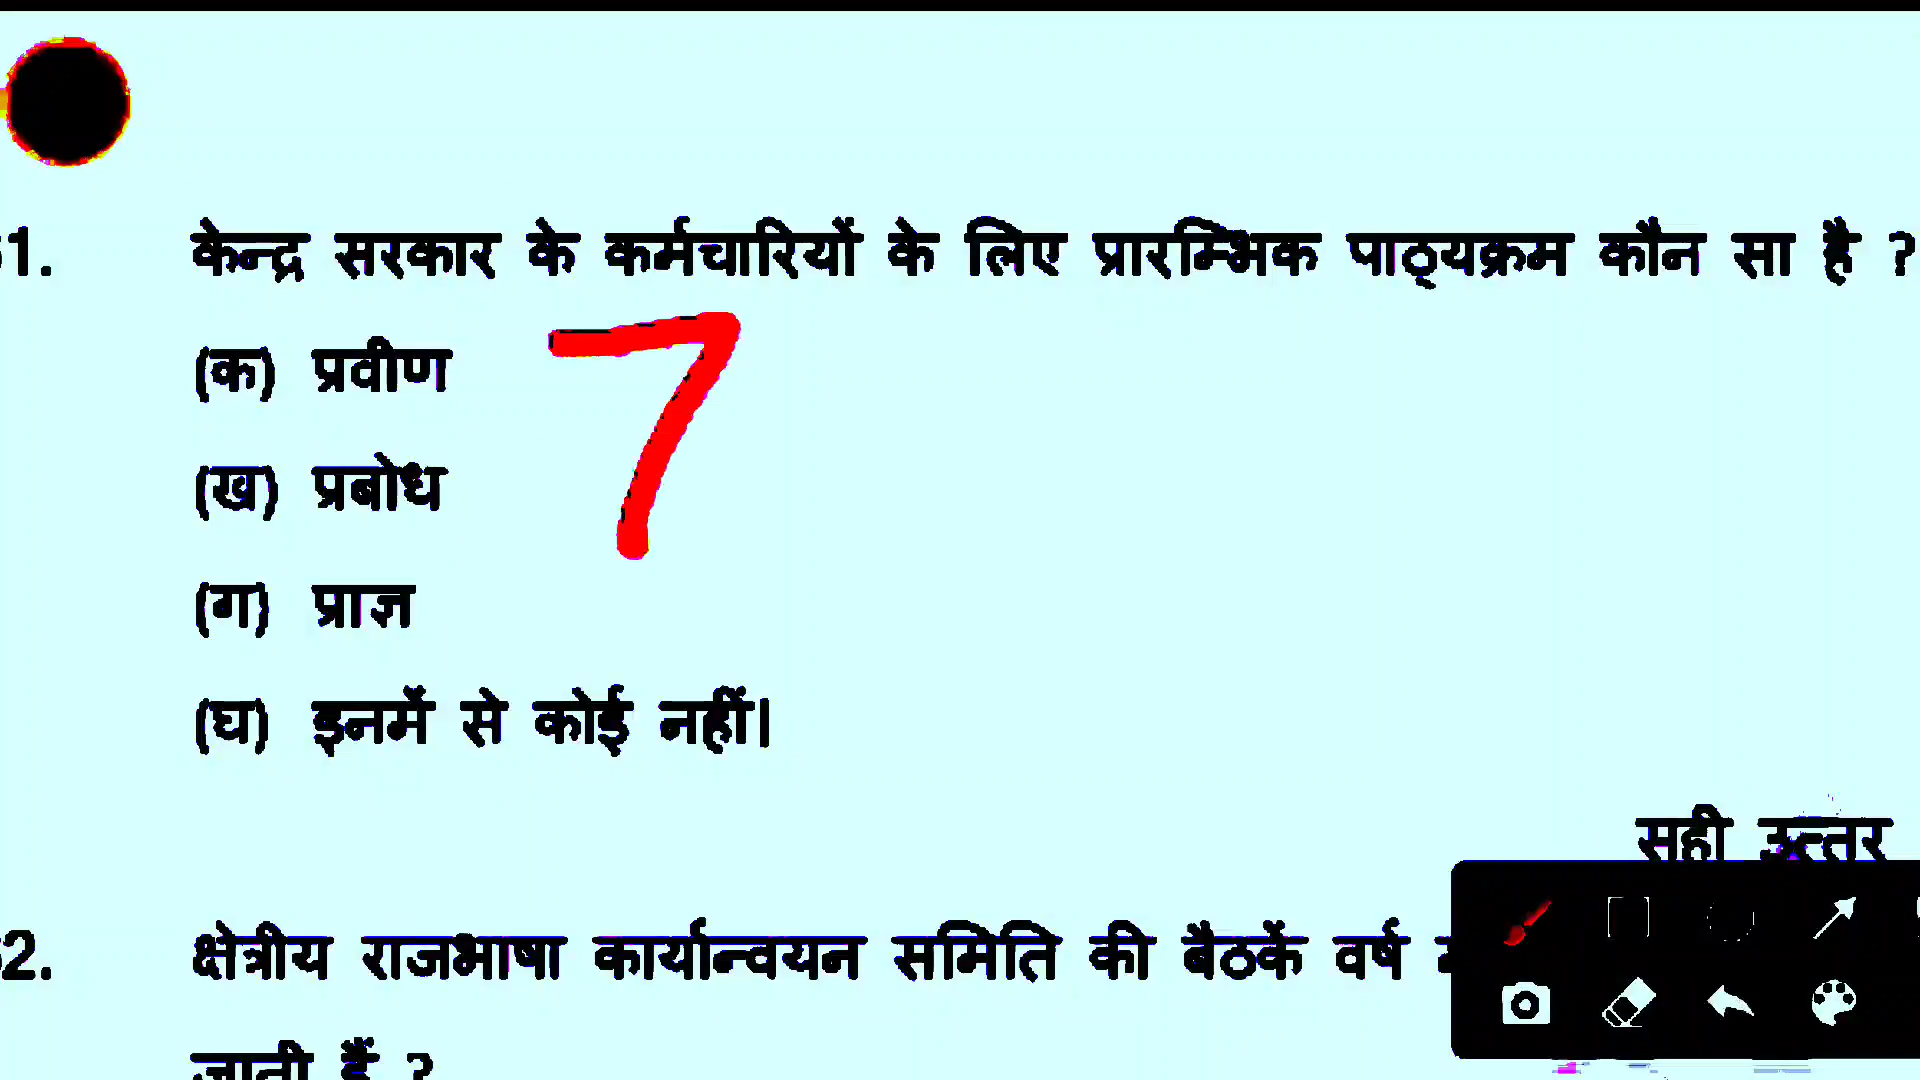 1. केन्द्र सरकार के कर्मचारियों के लिए प्रारम्भिक पाठ्यक्रम कौन सा है ?
(क) प्रवीण
7
(ख) प्रबोध
(ग) प्राज्ञ
(घ) इनमें से कोई नहीं।
सही उत्तर
2. क्षेत्रीय राजभाषा कार्यान्वयन समिति की बैठकें वर्ष
जाती हैं ?